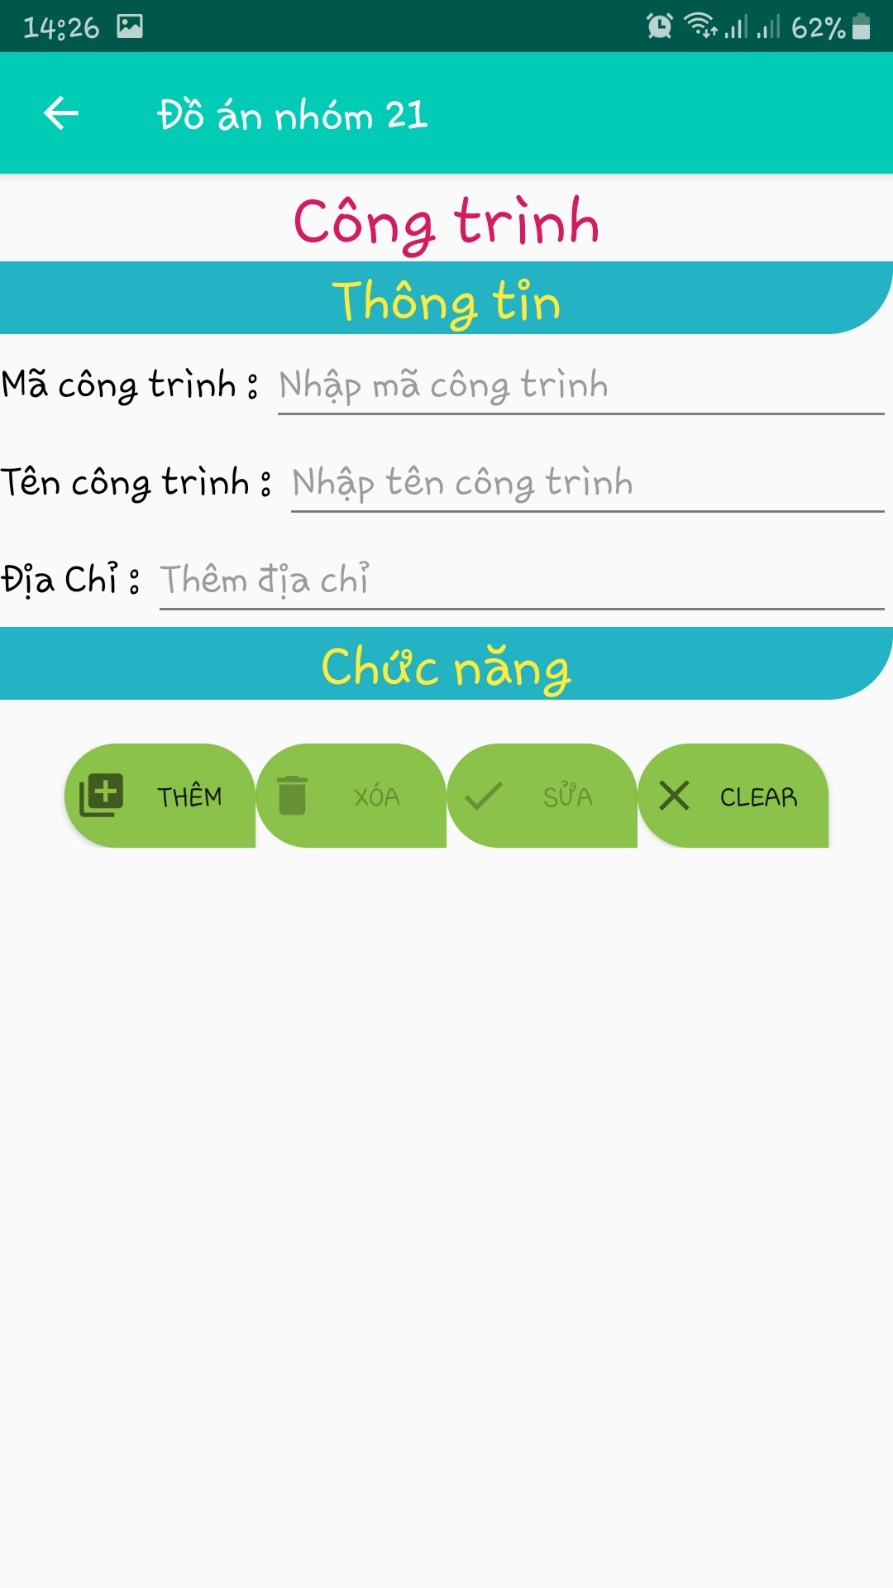 14:26 62%
Đồ án nhóm 21
Công trình
Thông tin
Mã công trình : Nhập mã công trình
Tên công trình : Nhập tên công trình
Địa Chỉ : Thêm địa chỉ
Chức năng
THÊM XÓA SỬA CLEAR